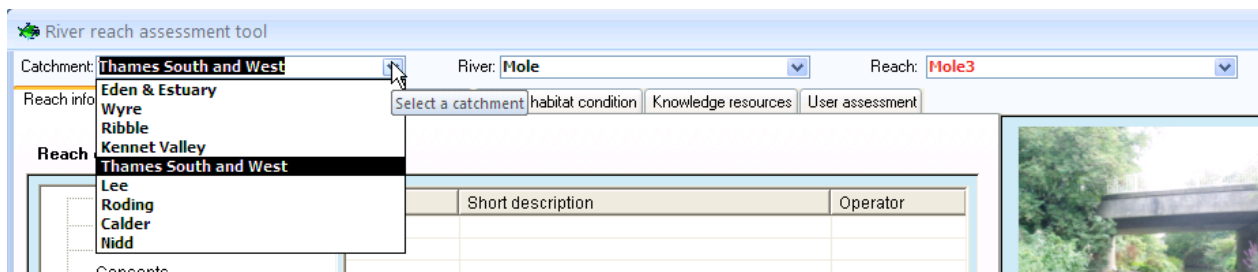 River reach assessment tool
Catchment: Thames South and West River: Mole Reach: Mole3
Reach info Select a catchment habitat condition Knowledge resources User assessment
Eden & Estuary
Wyre
Ribble
Kennet Valley
Thames South and West
Lee
Roding
Calder
Nidd
Reach
Short description Operator
Consents